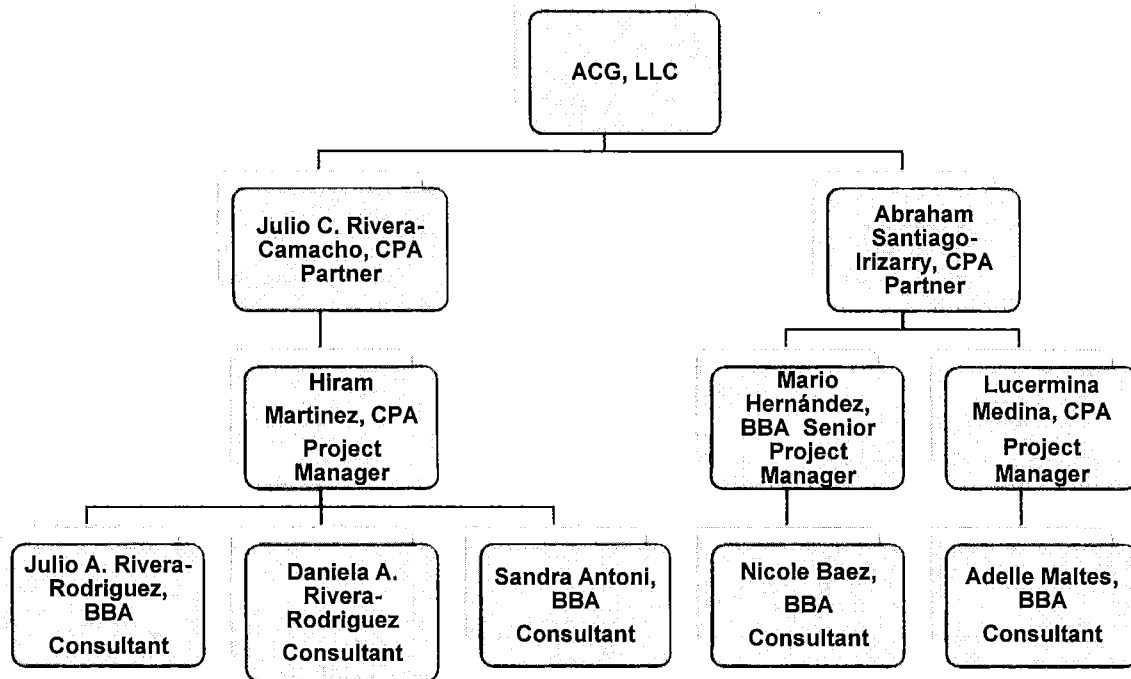 ACG, LLC
Julio C. Rivera-
Camacho, CPA
Partner
Abraham
Santiago-
Irizarry, CPA
Partner
Hiram
Martinez, CPA
Project
Manager
Mario
Hernández,
BBA Senior
Project
Manager
Lucermina
Medina, CPA
Project
Manager
Julio A. Rivera-
Rodriguez,
BBA
Consultant
Daniela A.
Rivera-
Rodriguez
Consultant
Sandra Antoni,
BBA
Consultant
Nicole Baez,
BBA
Consultant
Adelle Maltes,
BBA
Consultant